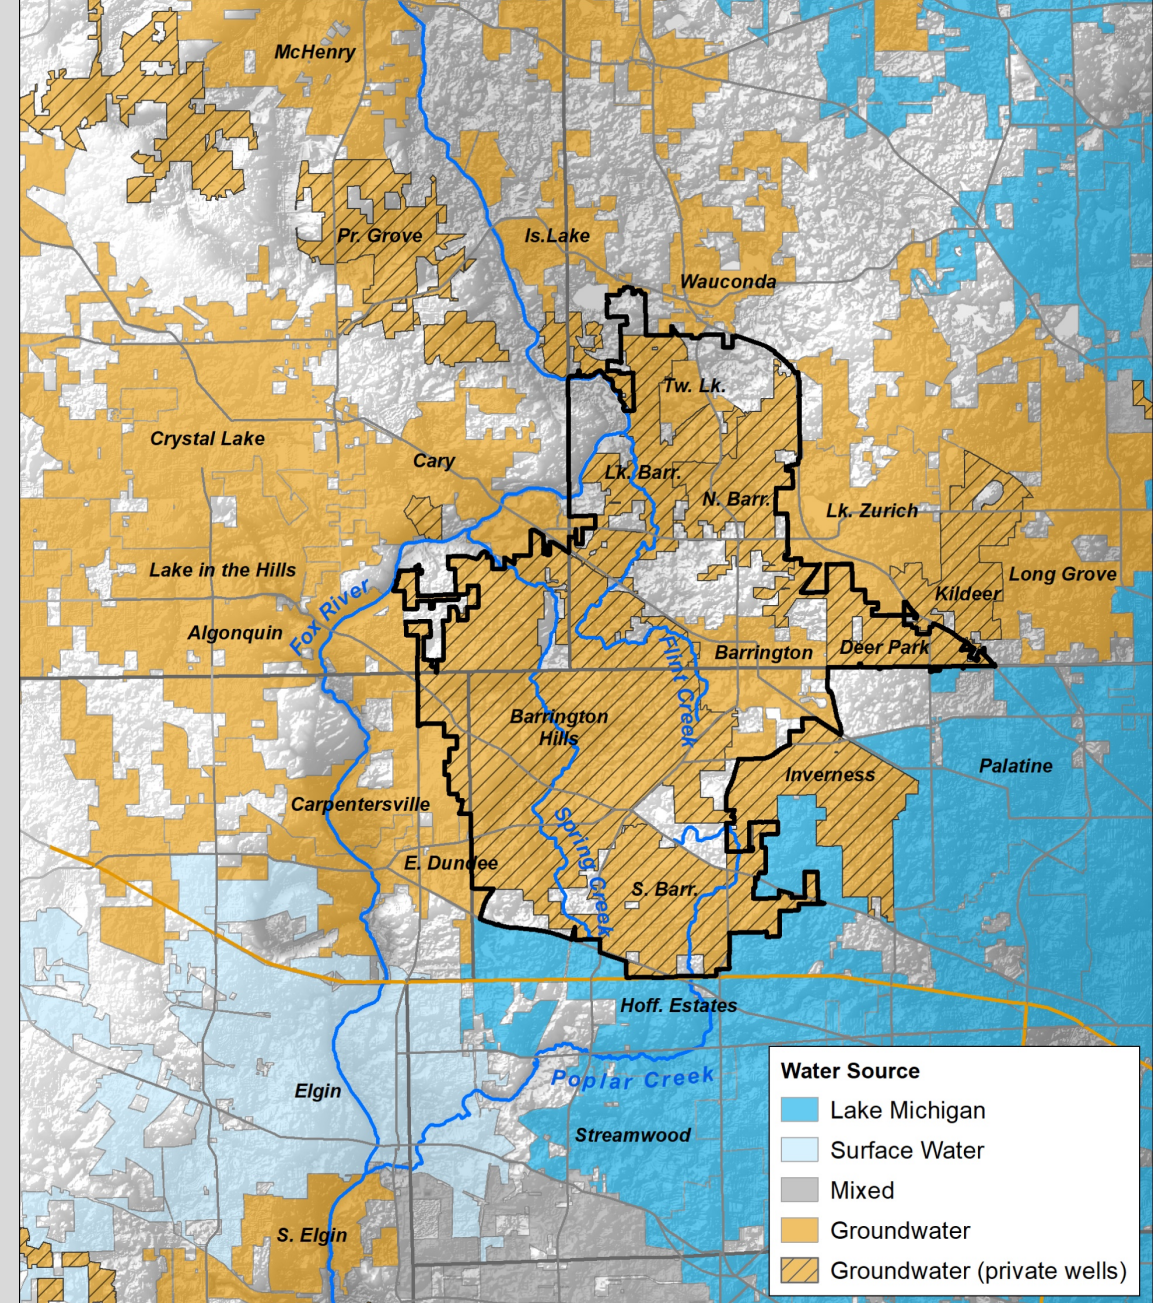 McHenry
Pr. Grove
Is.Lake
Wauconda
Tw. Lk.
Crystal Lake
Cary
Lk. Barr.
N. Barr.
Lk. Zurich
Lake in the Hills
Long Grove
Kildeer
Fox River
Algonquin
Flint Creek
Barrington
Deer Park
Barrington
Hills
Palatine
Inverness
Carpentersville
Spring Creek
E. Dundee
S. Barr.
Hoff. Estates
Poplar Creek
Elgin
Streamwood
S. Elgin
Water Source
Lake Michigan
Surface Water
Mixed
Groundwater
Groundwater (private wells)